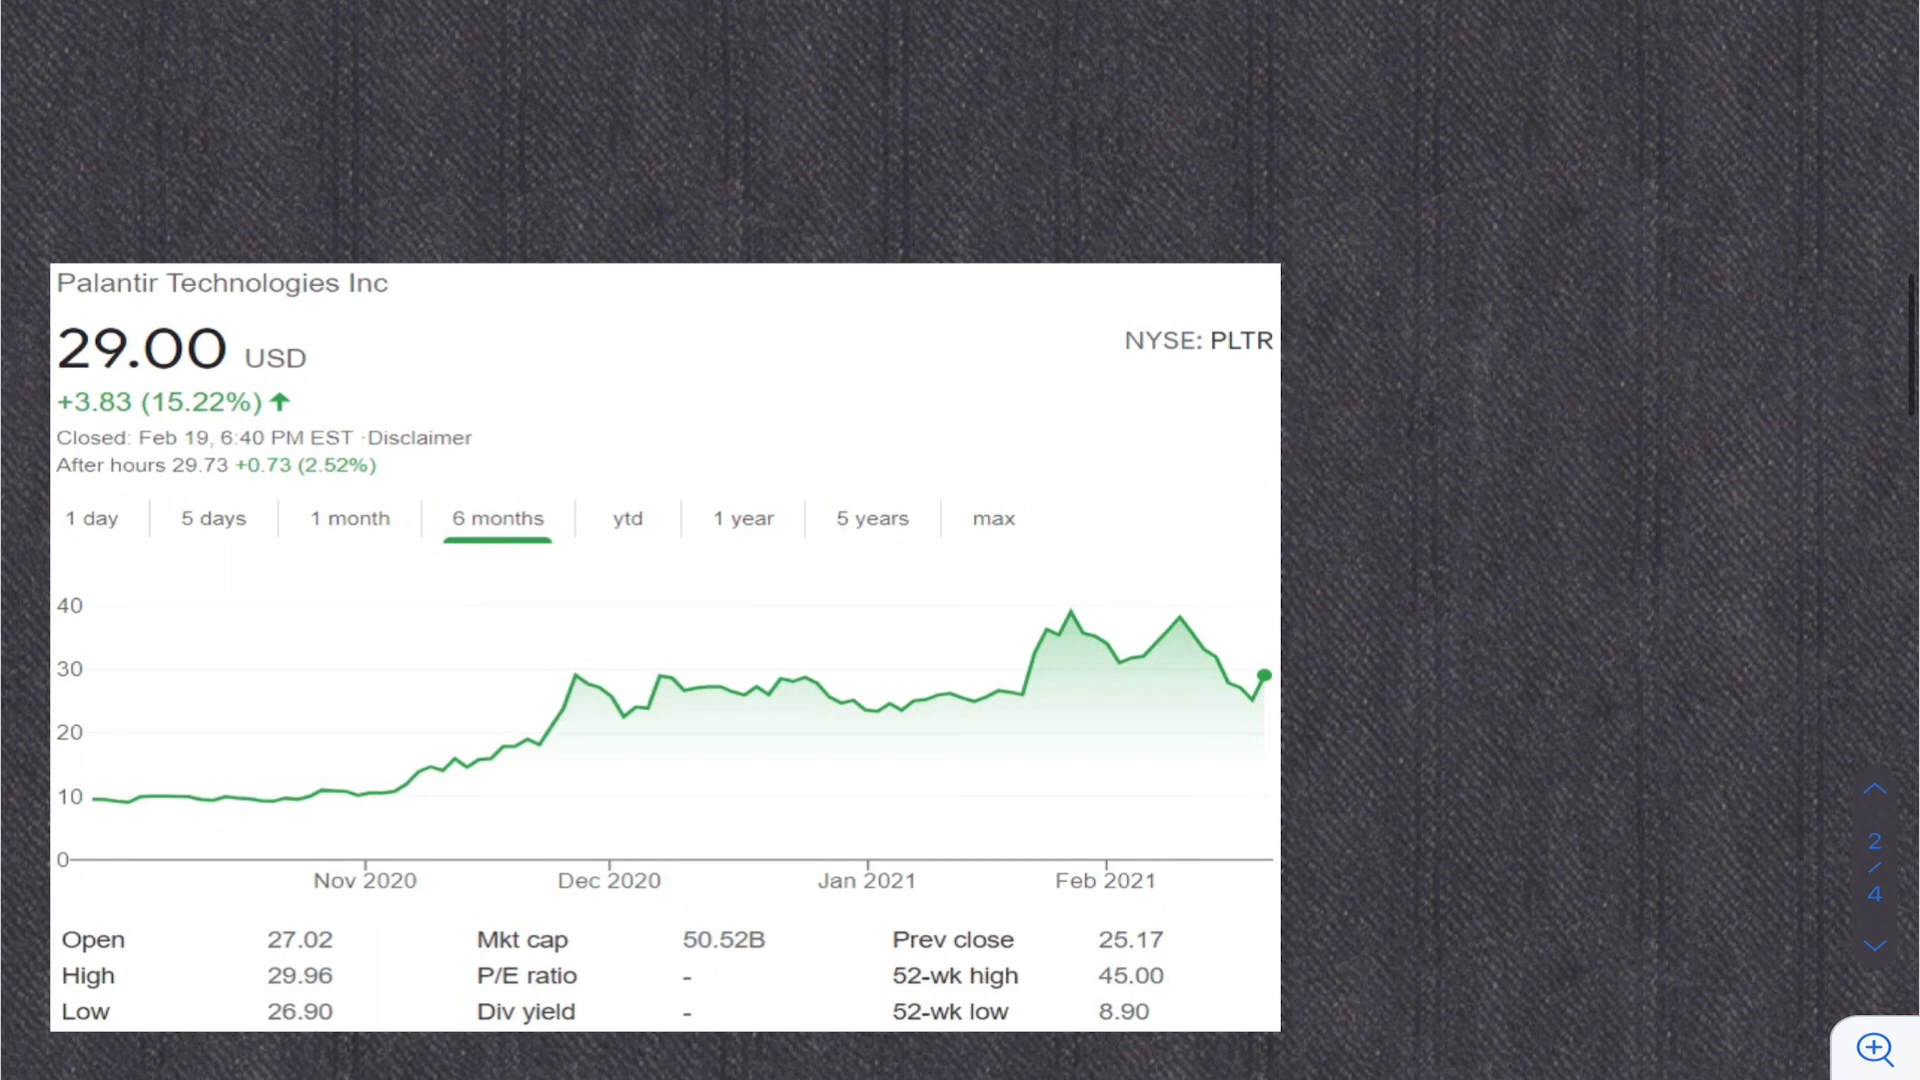 Palantir Technologies Inc
29.00 USD
NYSE: PLTR
+3.83 (15.22%)
Closed: Feb 19, 6:40 PM EST ·Disclaimer
After hours 29.73 +0.73 (2.52%)
1 day 5 days 1 month 6 months ytd 1 year 5 years max
40
30
20
10
0
Nov 2020 Dec 2020 Jan 2021 Feb 2021
Open 27.02 Mkt cap 50.52B Prev close 25.17
High 29.96 P/E ratio - 52-wk high 45.00
Low 26.90 Div yield - 52-wk low 8.90
2
/
4